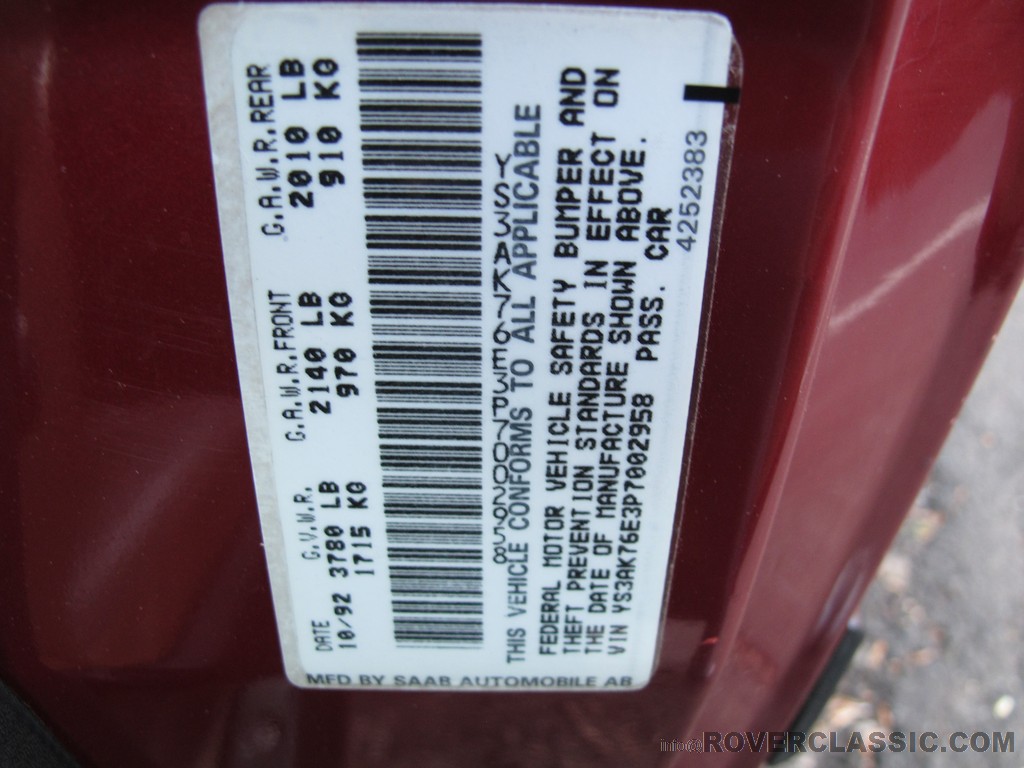 MFD BY SAAB AUTOMOBILE AB
DATE G.V.W.R. G.A.W.R.FRONT G.A.W.R.REAR
10/92 3780 LB 2140 LB 2010 LB
1715 KG 970 KG 910 KG
YS3AK76E3P7002958
THIS VEHICLE CONFORMS TO ALL APPLICABLE
FEDERAL MOTOR VEHICLE SAFETY BUMPER AND
THEFT PREVENTION STANDARDS IN EFFECT ON
THE DATE OF MANUFACTURE SHOWN ABOVE.
VIN YS3AK76E3P7002958 PASS. CAR
4252383
info@ROVERCLASSIC.COM